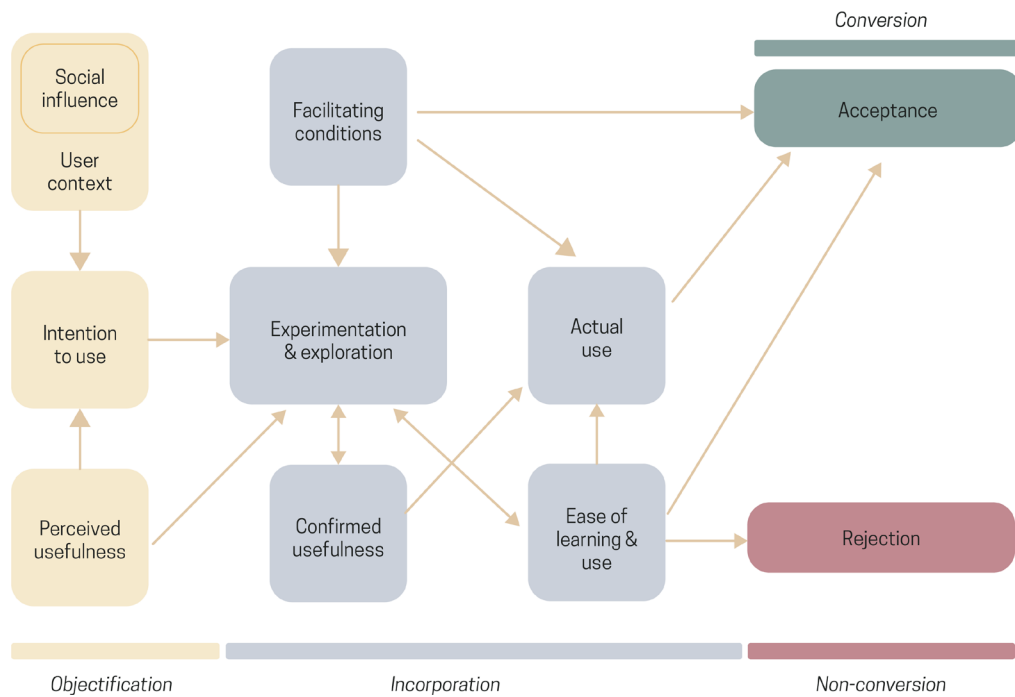 Conversion
Social
influence
User
context
Facilitating
conditions
Acceptance
Intention
to use
Experimentation
& exploration
Actual
use
Perceived
usefulness
Confirmed
usefulness
Ease of
learning &
use
Rejection
Objectification
Incorporation
Non-conversion